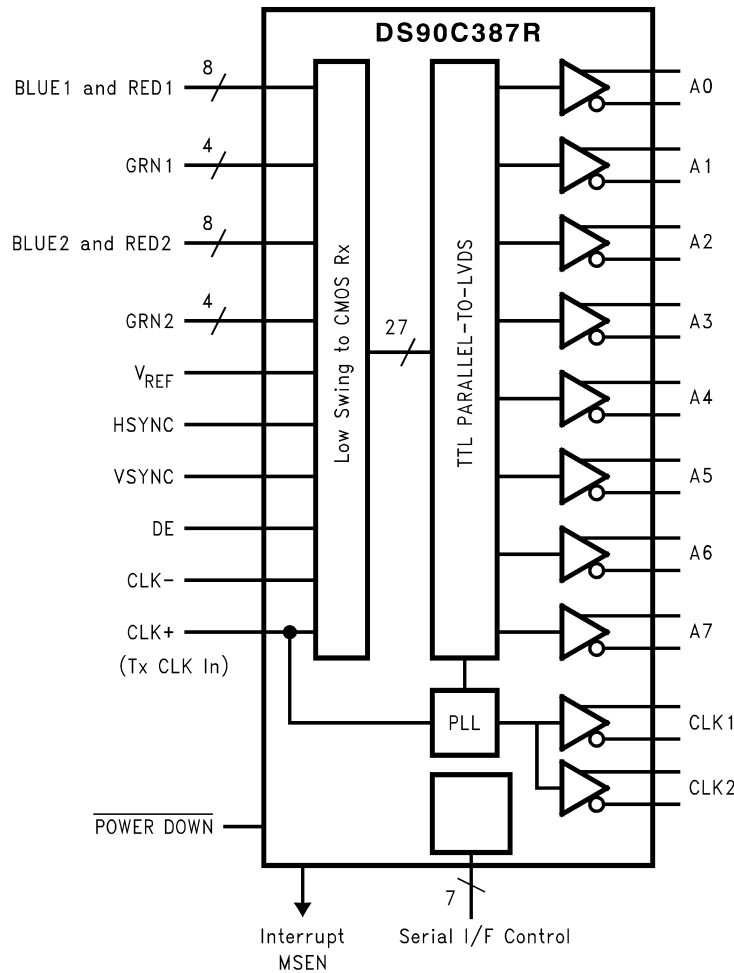 DS90C387R
8
BLUE1 and RED1
A0
4
GRN1
A1
8
BLUE2 and RED2
A2
4
GRN2
A3
Low Swing to CMOS Rx
27
TTL PARALLEL-TO-LVDS
VREF
A4
HSYNC
VSYNC
A5
DE
A6
CLK-
CLK+
(Tx CLK In)
A7
PLL
CLK1
CLK2
POWER DOWN
7
Interrupt
MSEN
Serial I/F Control